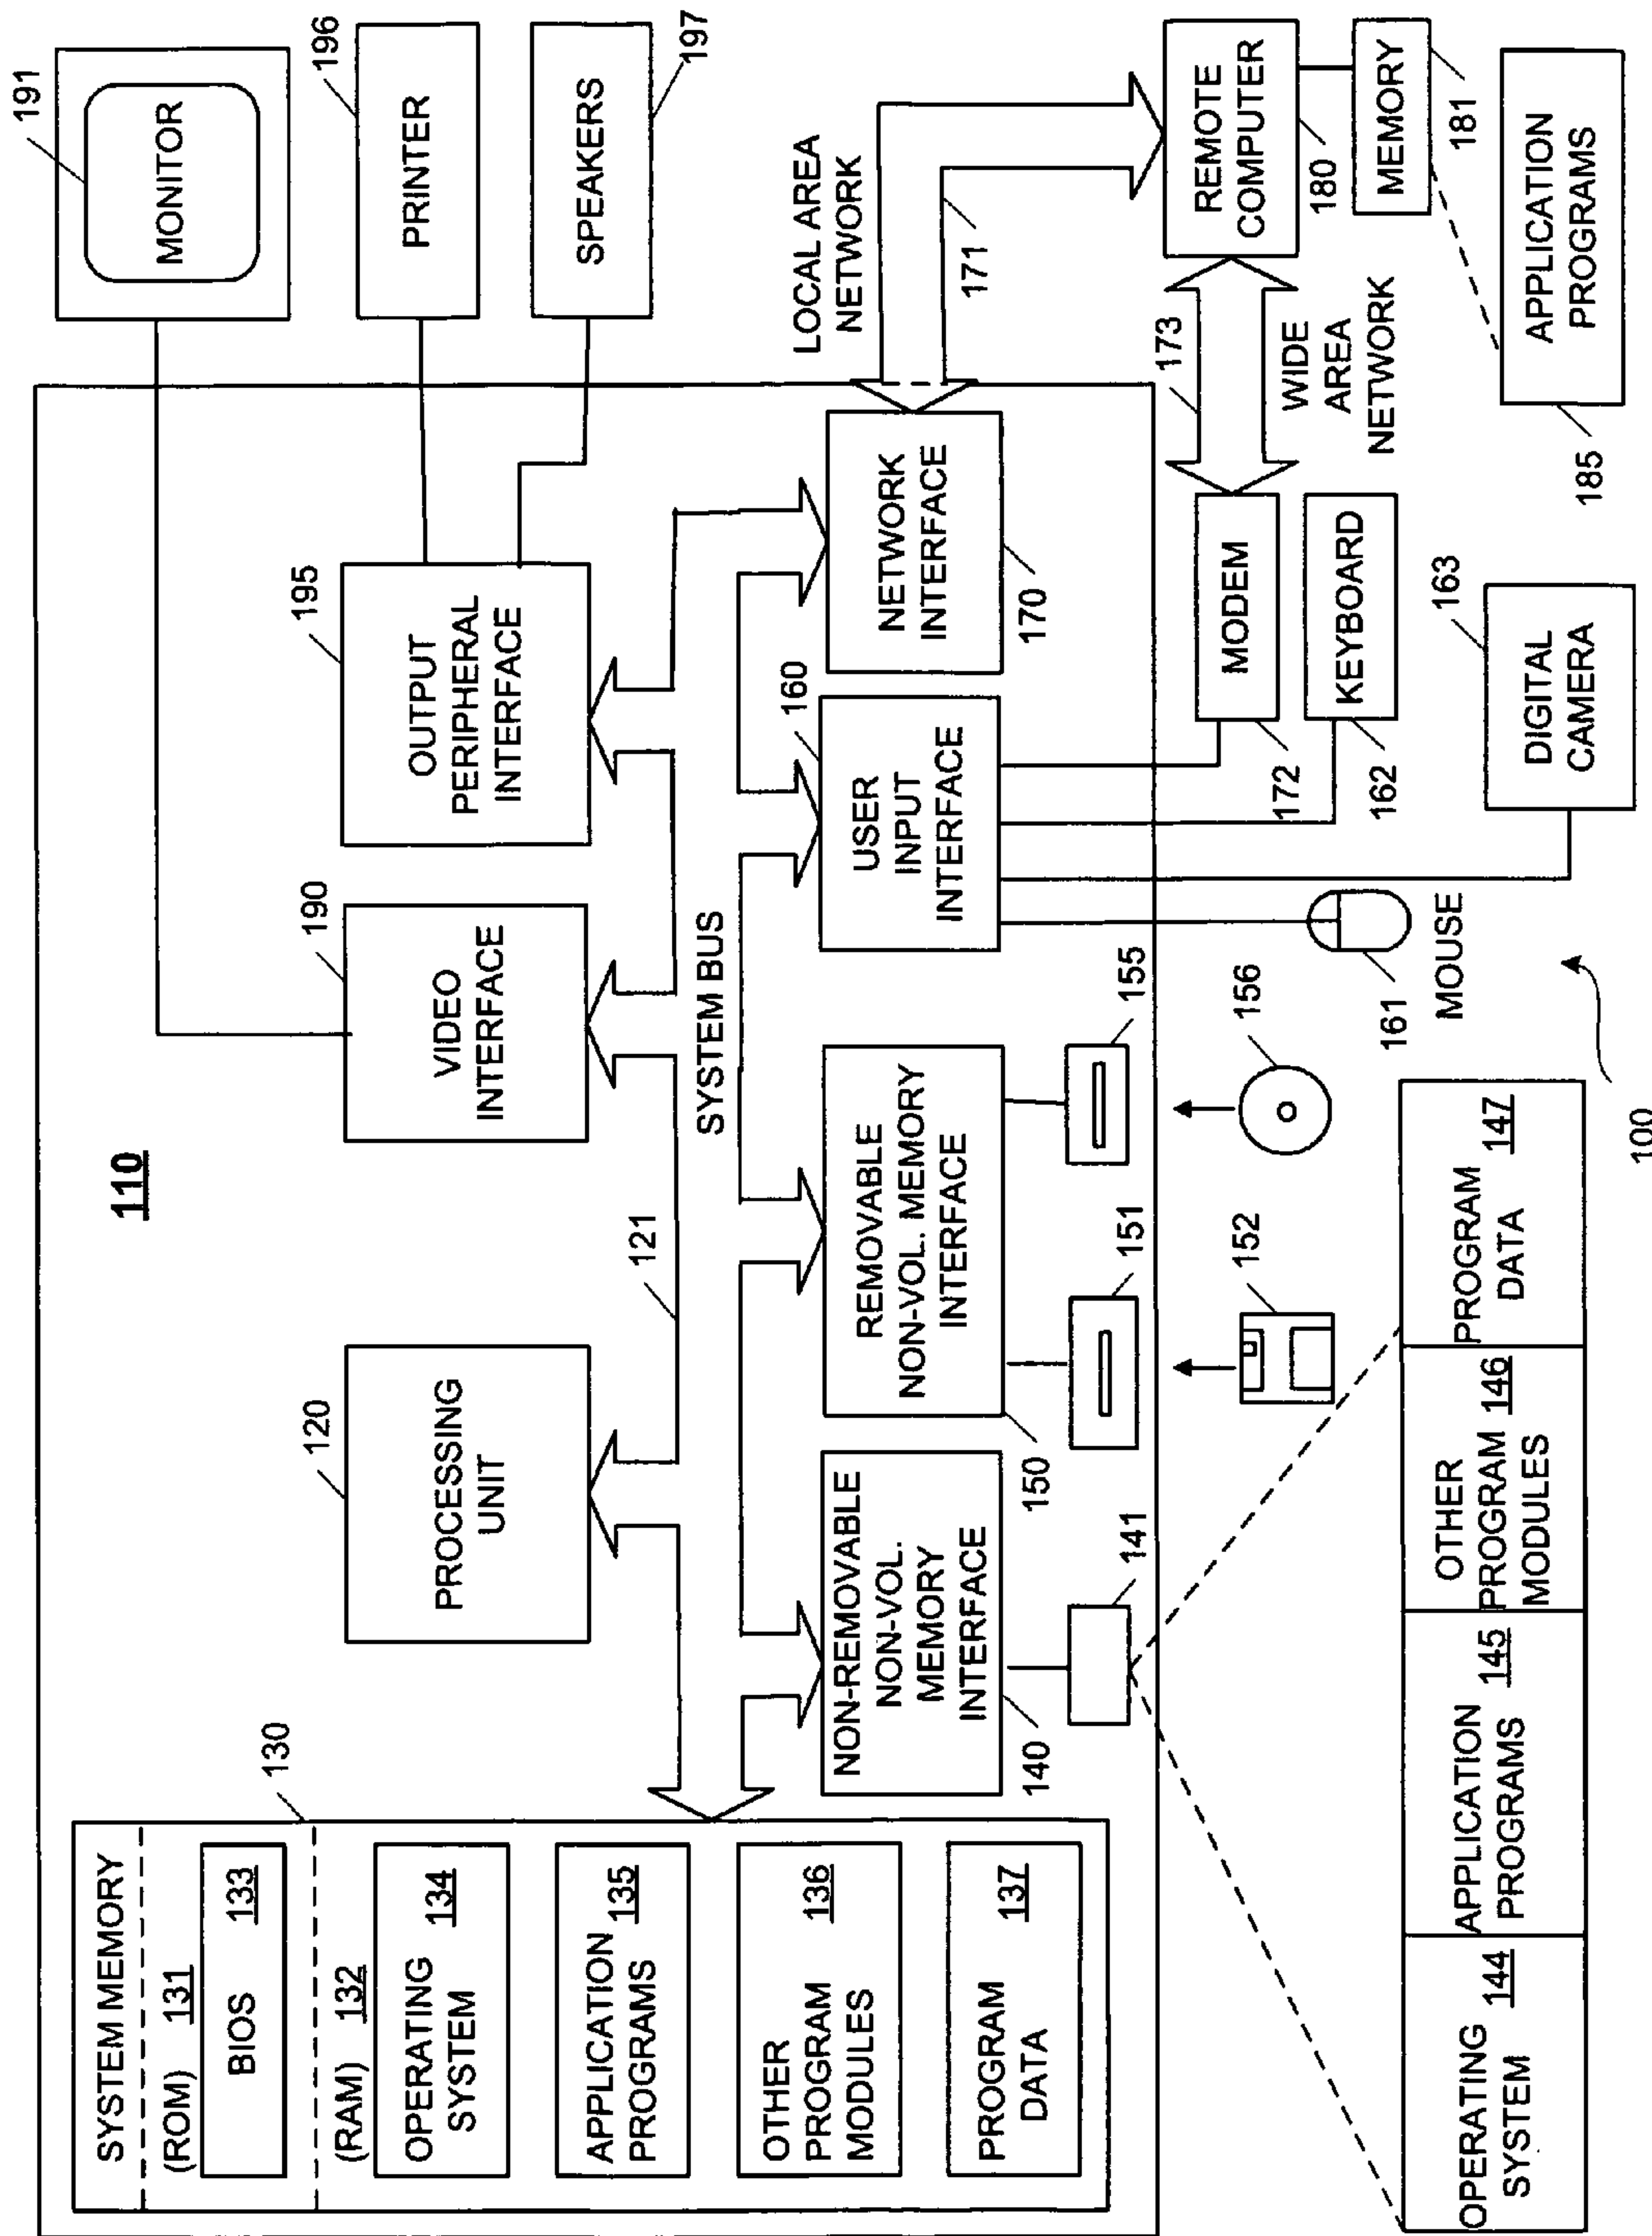 110
SYSTEM MEMORY
(ROM) 131
BIOS 133
130
(RAM) 132
OPERATING
SYSTEM 134
APPLICATION
PROGRAMS 135
OTHER
PROGRAM
MODULES 136
PROGRAM
DATA 137
120
PROCESSING
UNIT
190
VIDEO
INTERFACE
195
OUTPUT
PERIPHERAL
INTERFACE
191
MONITOR
196
PRINTER
SPEAKERS
197
121
SYSTEM BUS
NON-REMOVABLE
NON-VOL.
MEMORY
INTERFACE
140
141
REMOVABLE
NON-VOL. MEMORY
INTERFACE
150
151
155
152
156
160
USER
INPUT
INTERFACE
NETWORK
INTERFACE
170
LOCAL AREA
NETWORK
171
173
WIDE
AREA
NETWORK
REMOTE
COMPUTER
180
MEMORY
181
MODEM
172
KEYBOARD
162
161
MOUSE
163
DIGITAL
CAMERA
185
APPLICATION
PROGRAMS
OPERATING
SYSTEM 144
APPLICATION
PROGRAMS 145
OTHER
PROGRAM 146
MODULES
PROGRAM
DATA 147
100